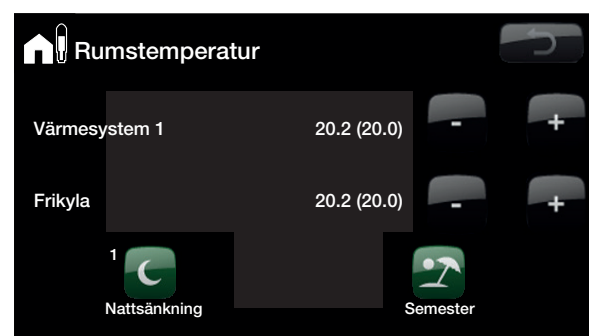 Rumstemperatur
Värmesystem 1 20.2 (20.0) - +
Frikyla 20.2 (20.0) - +
1
Nattsänkning Semester